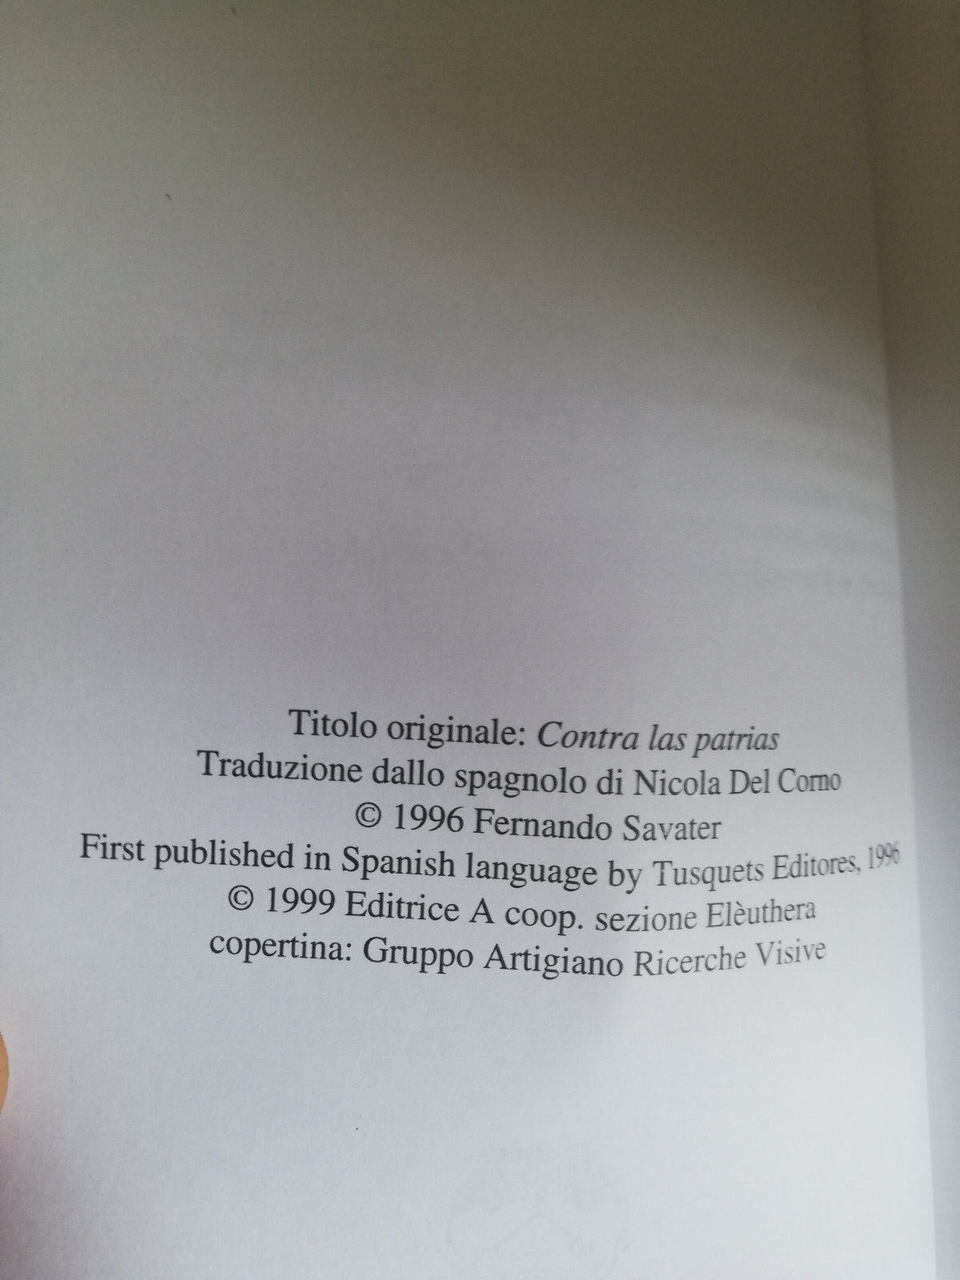 Titolo originale: Contra las patrias
Traduzione dallo spagnolo di Nicola Del Corno
© 1996 Fernando Savater
First published in Spanish language by Tusquets Editores, 1996
© 1999 Editrice A coop. sezione Elèuthera
copertina: Gruppo Artigiano Ricerche Visive